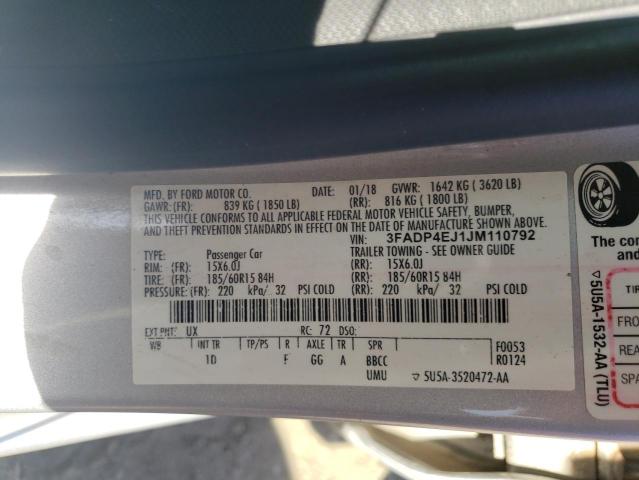 MFD. BY FORD MOTOR CO. DATE: 01/18 GVWR: 1642 KG ( 3620 LB)
GAWR: (FR): 839 KG ( 1850 LB) (RR): 816 KG ( 1800 LB)
THIS VEHICLE CONFORMS TO ALL APPLICABLE FEDERAL MOTOR VEHICLE SAFETY, BUMPER,
AND THEFT PREVENTION STANDARDS IN EFFECT ON THE DATE OF MANUFACTURE SHOWN ABOVE.
VIN: 3FADP4EJ1JM110792
TYPE: Passenger Car TRAILER TOWING - SEE OWNER GUIDE
RIM: (FR): 15X6.0J (RR): 15X6.0J
TIRE: (FR): 185/60R15 84H (RR): 185/60R15 84H
PRESSURE: (FR): 220 kPa/ 32 PSI COLD (RR): 220 kPa/ 32 PSI COLD
EXT PNT: UX RC: 72 DSO:
WB INT TR TP/PS R AXLE TR SPR F0053
1D F GG A BBCC R0124
UMU ▽ 5U5A-3520472-AA
▽ 5U5A-1532-AA (TLU)
The co
affe
TI
FRO
REA
SPA